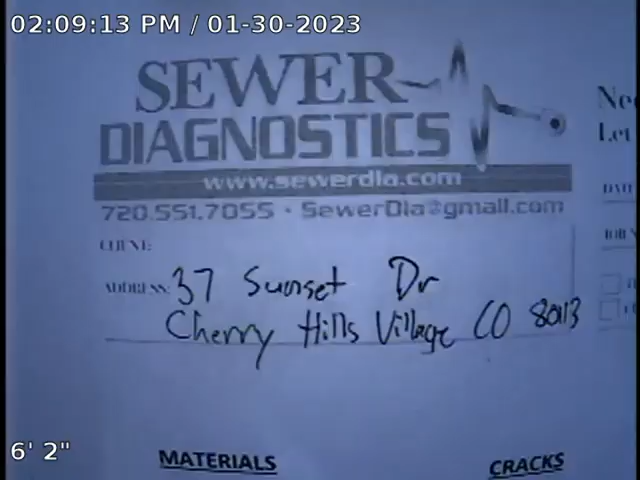 02:09:13 PM / 01-30-2023
SEWER
DIAGNOSTICS
www.sewerdia.com
720.551.7055 · SewerDia@gmail.com
CLIENT:
ADDRESS: 37 Sunset Dr
Cherry Hills Village CO 80113
Let
6' 2"
MATERIALS
CRACKS